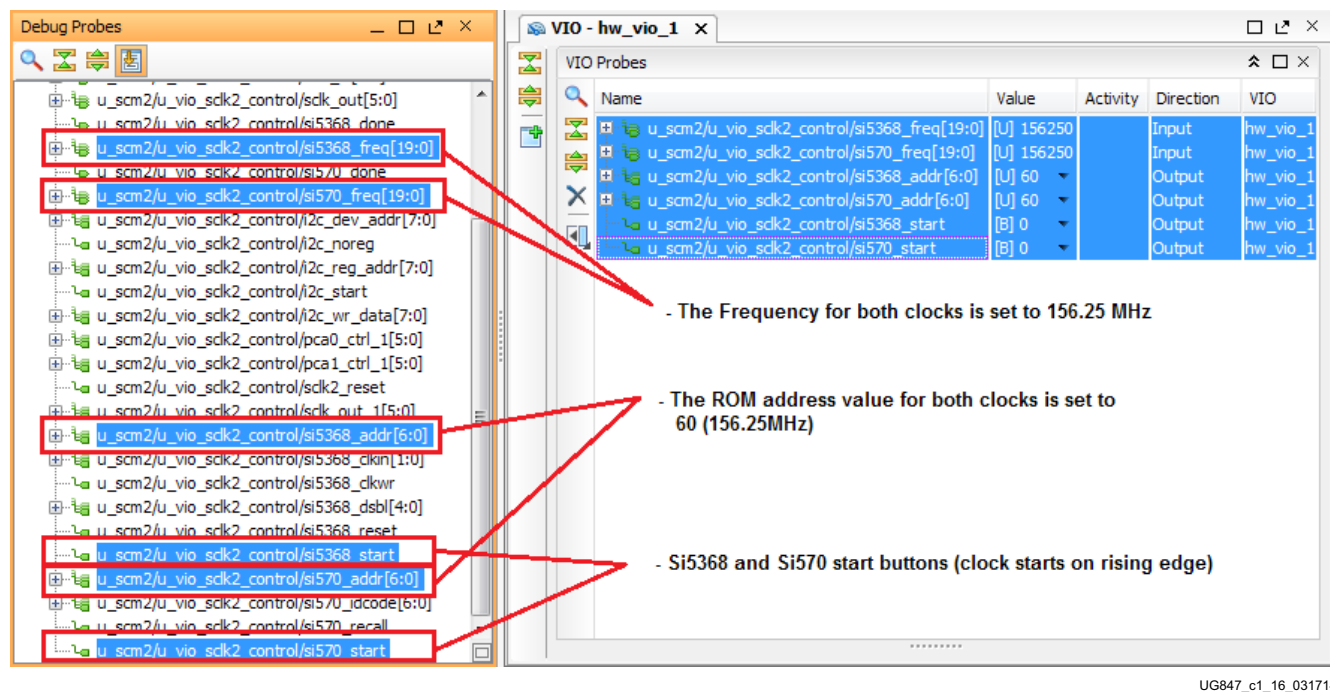 Debug Probes
u_scm2/u_vio_sclk2_control/sclk_out[5:0]
u_scm2/u_vio_sclk2_control/si5368_done
u_scm2/u_vio_sclk2_control/si5368_freq[19:0]
u_scm2/u_vio_sclk2_control/si570_done
u_scm2/u_vio_sclk2_control/si570_freq[19:0]
u_scm2/u_vio_sclk2_control/i2c_dev_addr[7:0]
u_scm2/u_vio_sclk2_control/i2c_noreg
u_scm2/u_vio_sclk2_control/i2c_reg_addr[7:0]
u_scm2/u_vio_sclk2_control/i2c_start
u_scm2/u_vio_sclk2_control/i2c_wr_data[7:0]
u_scm2/u_vio_sclk2_control/pca0_ctrl_1[5:0]
u_scm2/u_vio_sclk2_control/pca1_ctrl_1[5:0]
u_scm2/u_vio_sclk2_control/sclk2_reset
u_scm2/u_vio_sclk2_control/sclk_out_1[5:0]
u_scm2/u_vio_sclk2_control/si5368_addr[6:0]
u_scm2/u_vio_sclk2_control/si5368_clkin[1:0]
u_scm2/u_vio_sclk2_control/si5368_clkwr
u_scm2/u_vio_sclk2_control/si5368_dsbl[4:0]
u_scm2/u_vio_sclk2_control/si5368_reset
u_scm2/u_vio_sclk2_control/si5368_start
u_scm2/u_vio_sclk2_control/si570_addr[6:0]
u_scm2/u_vio_sclk2_control/si570_idcode[6:0]
u_scm2/u_vio_sclk2_control/si570_recall
u_scm2/u_vio_sclk2_control/si570_start
VIO - hw_vio_1
VIO Probes
Name Value Activity Direction VIO
u_scm2/u_vio_sclk2_control/si5368_freq[19:0] [U] 156250 Input hw_vio_1
u_scm2/u_vio_sclk2_control/si570_freq[19:0] [U] 156250 Input hw_vio_1
u_scm2/u_vio_sclk2_control/si5368_addr[6:0] [U] 60 Output hw_vio_1
u_scm2/u_vio_sclk2_control/si570_addr[6:0] [U] 60 Output hw_vio_1
u_scm2/u_vio_sclk2_control/si5368_start [B] 0 Output hw_vio_1
u_scm2/u_vio_sclk2_control/si570_start [B] 0 Output hw_vio_1
- The Frequency for both clocks is set to 156.25 MHz
- The ROM address value for both clocks is set to
60 (156.25MHz)
- Si5368 and Si570 start buttons (clock starts on rising edge)